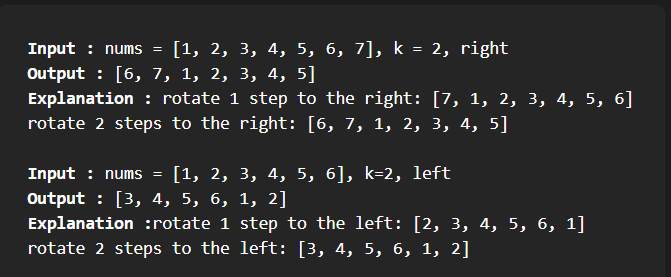 Input : nums = [1, 2, 3, 4, 5, 6, 7], k = 2, right
Output : [6, 7, 1, 2, 3, 4, 5]
Explanation : rotate 1 step to the right: [7, 1, 2, 3, 4, 5, 6]
rotate 2 steps to the right: [6, 7, 1, 2, 3, 4, 5]
Input : nums = [1, 2, 3, 4, 5, 6], k=2, left
Output : [3, 4, 5, 6, 1, 2]
Explanation :rotate 1 step to the left: [2, 3, 4, 5, 6, 1]
rotate 2 steps to the left: [3, 4, 5, 6, 1, 2]